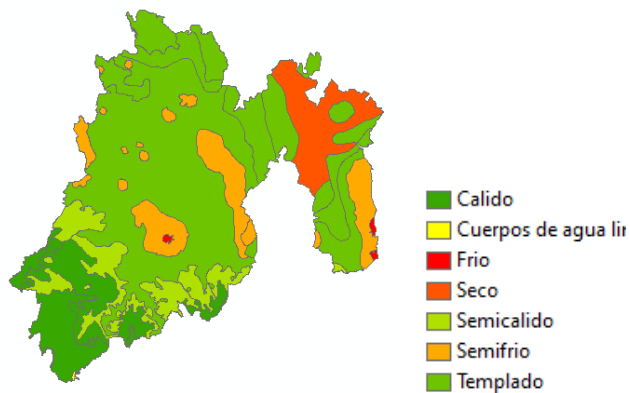 Calido
Cuerpos de agua lir
Frio
Seco
Semicalido
Semifrio
Templado